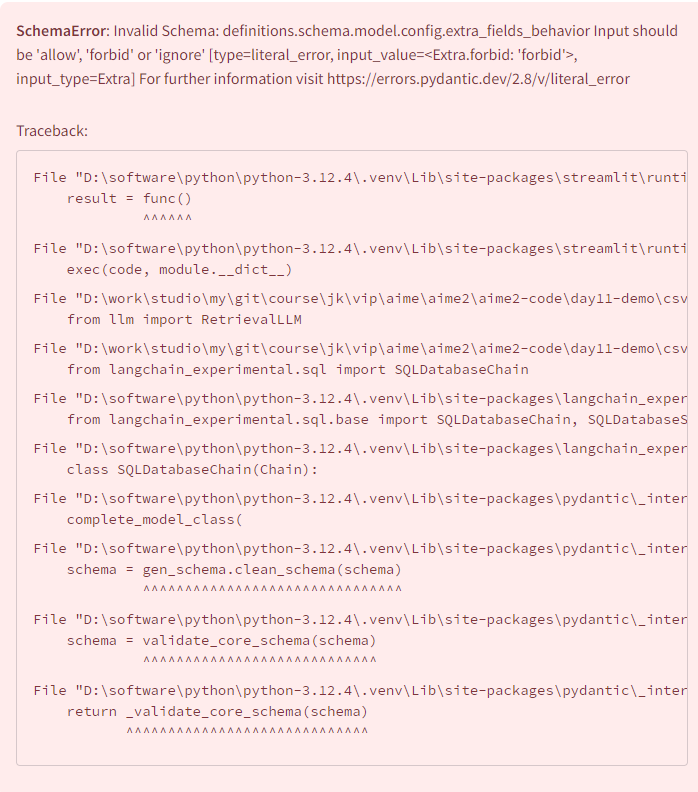 SchemaError: Invalid Schema: definitions.schema.model.config.extra_fields_behavior Input should
be 'allow', 'forbid' or 'ignore' [type=literal_error, input_value=<Extra.forbid: 'forbid'>,
input_type=Extra] For further information visit https://errors.pydantic.dev/2.8/v/literal_error
Traceback:
File "D:\software\python\python-3.12.4\.venv\Lib\site-packages\streamlit\runti
result = func()
^^^^^^
File "D:\software\python\python-3.12.4\.venv\Lib\site-packages\streamlit\runti
exec(code, module.__dict__)
File "D:\work\studio\my\git\course\jk\vip\aime\aime2\aime2-code\day11-demo\csv
from llm import RetrievalLLM
File "D:\work\studio\my\git\course\jk\vip\aime\aime2\aime2-code\day11-demo\csv
from langchain_experimental.sql import SQLDatabaseChain
File "D:\software\python\python-3.12.4\.venv\Lib\site-packages\langchain_exper
from langchain_experimental.sql.base import SQLDatabaseChain, SQLDatabaseS
File "D:\software\python\python-3.12.4\.venv\Lib\site-packages\langchain_exper
class SQLDatabaseChain(Chain):
File "D:\software\python\python-3.12.4\.venv\Lib\site-packages\pydantic\_inter
complete_model_class(
File "D:\software\python\python-3.12.4\.venv\Lib\site-packages\pydantic\_inter
schema = gen_schema.clean_schema(schema)
^^^^^^^^^^^^^^^^^^^^^^^^^^^^^^^
File "D:\software\python\python-3.12.4\.venv\Lib\site-packages\pydantic\_inter
schema = validate_core_schema(schema)
^^^^^^^^^^^^^^^^^^^^^^^^^^^^
File "D:\software\python\python-3.12.4\.venv\Lib\site-packages\pydantic\_inter
return _validate_core_schema(schema)
^^^^^^^^^^^^^^^^^^^^^^^^^^^^^